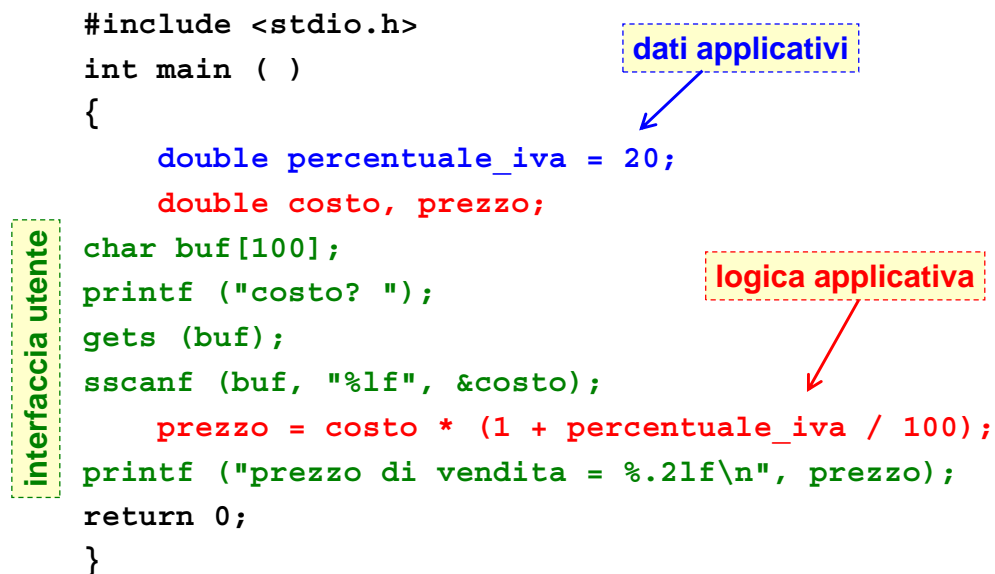 #include <stdio.h>
dati applicativi
int main ( )
{
double percentuale_iva = 20;
double costo, prezzo;
interfaccia utente
char buf[100];
printf ("costo? ");
logica applicativa
gets (buf);
sscanf (buf, "%lf", &costo);
prezzo = costo * (1 + percentuale_iva / 100);
printf ("prezzo di vendita = %.2lf\n", prezzo);
return 0;
}